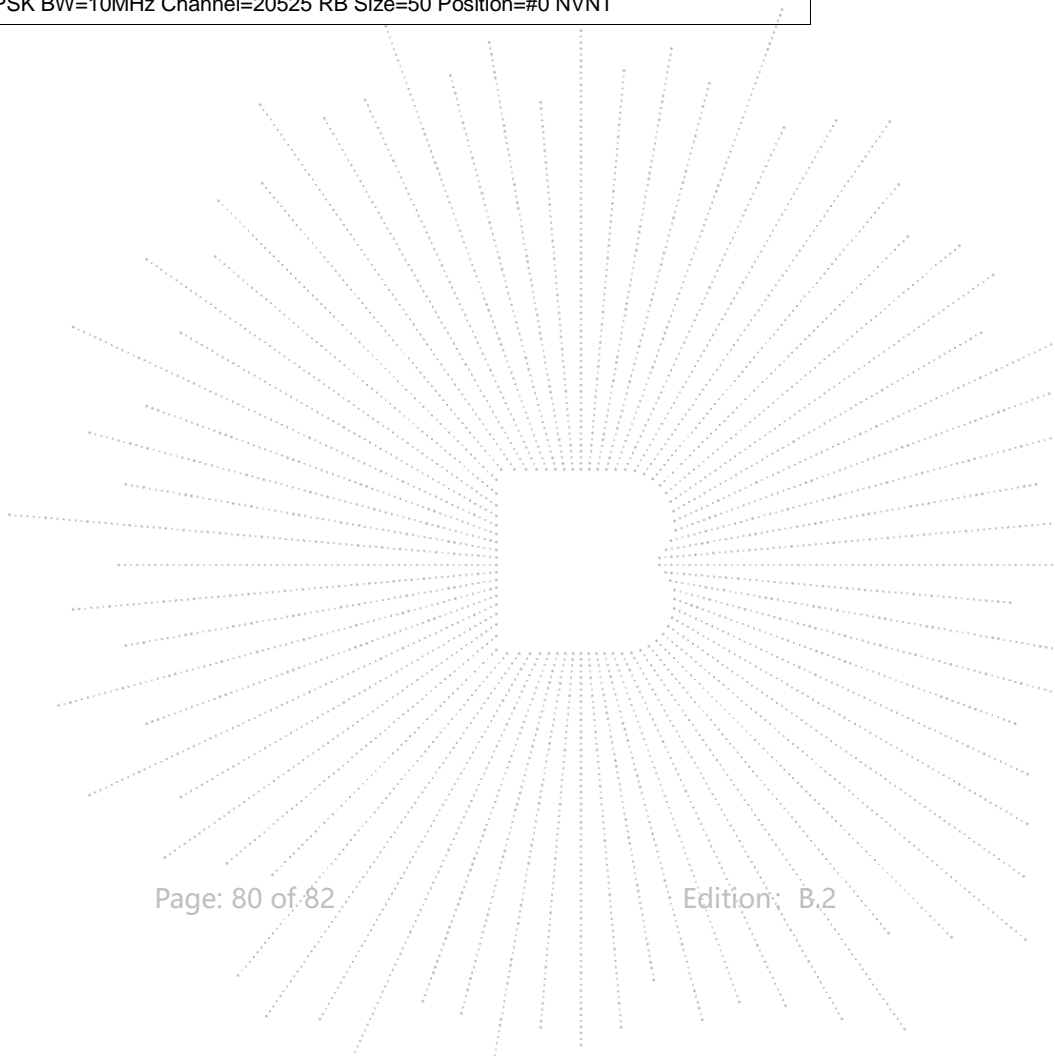 PSK BW=10MHz Channel=20525 RB Size=50 Position=#0 NVNT
Page: 80 of 82 Edition: B.2